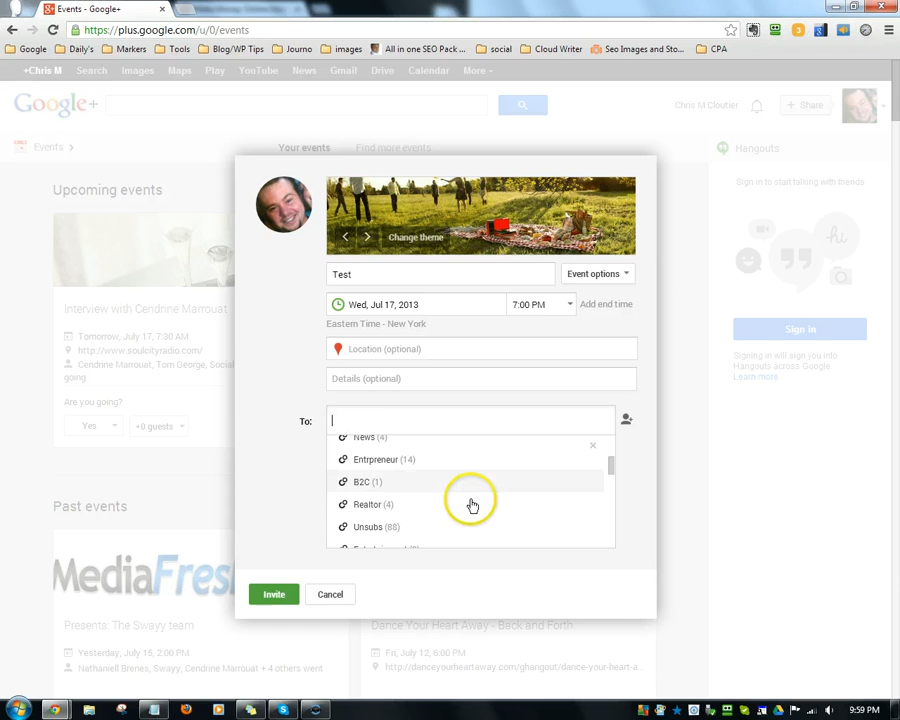 Events - Google+
https://plus.google.com/u/0/events
Google
Daily's
Markers
Tools
Blog/WP Tips
Journo
images
All in one SEO Pack ...
social
Cloud Writer
Seo Images and Sto...
CPA
+Chris M
Search
Images
Maps
Play
YouTube
News
Gmail
Drive
Calendar
More
Google+
Chris M Cloutier
+ Share
Events
Your events
Find more events
Hangouts
Upcoming events
Sign in to start talking with friends
hi
Interview with Cendrine Marrouat
Tomorrow, July 17, 7:30 AM
http://www.soulcityradio.com/
Cendrine Marrouat, Tom George, Social
going
Are you going?
Yes
+0 guests
Sign in
Signing in will sign you into
Hangouts across Google.
Learn more
Change theme
Test
Event options
Wed, Jul 17, 2013
7:00 PM
Add end time
Eastern Time - New York
Location (optional)
Details (optional)
To:
News (4)
Entrpreneur (14)
B2C (1)
Realtor (4)
Unsubs (88)
Invite
Cancel
Past events
MediaFres
Presents: The Swayy team
Yesterday, July 15, 2:00 PM
Nathaniell Brenes, Swayy, Cendrine Marrouat + 4 others went
Dance Your Heart Away - Back and Forth
Fri, July 12, 6:00 PM
http://danceyourheartaway.com/ghangout/dance-your-heart-a...
9:59 PM